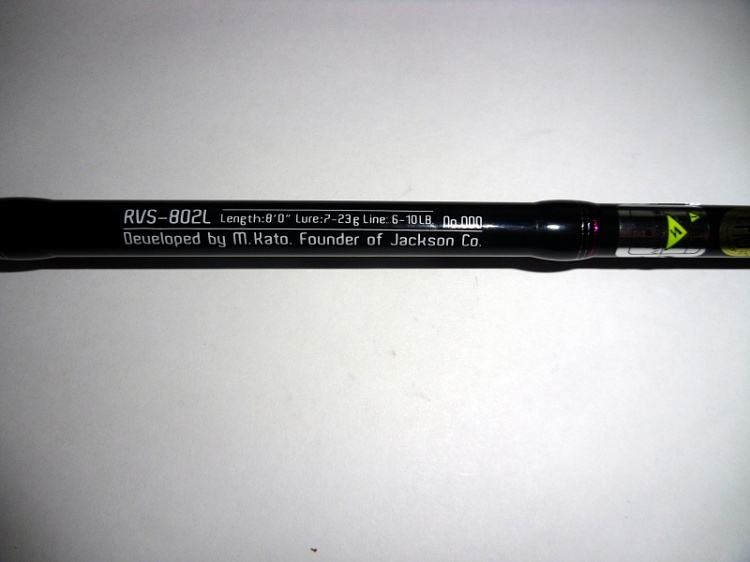 RVS-802L Length:8'0" Lure:7-23g Line:6-10LB No.000
Developed by M.Kato. Founder of Jackson Co.